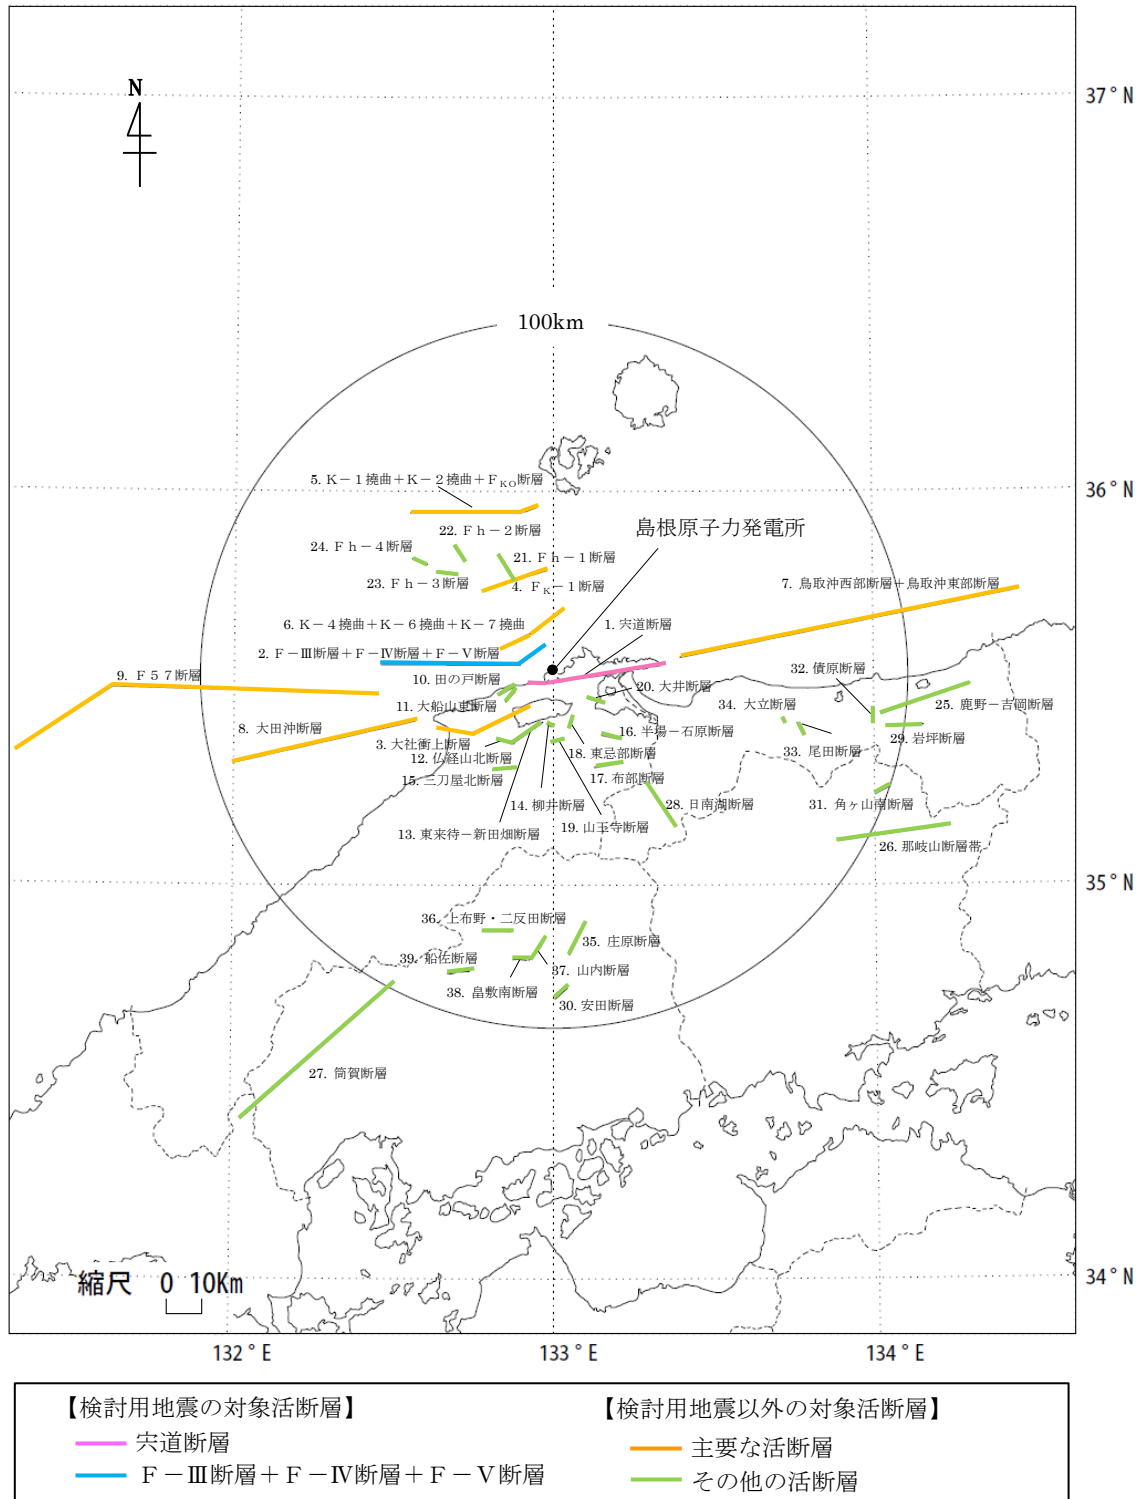 N
37°N
100km
5. K－1撓曲＋K－2撓曲＋FKO断層
36°N
22. Fh－2断層
島根原子力発電所
24. Fh－4断層
21. Fh－1断層
23. Fh－3断層
4. FK－1断層
7. 鳥取沖西部断層＋鳥取沖東部断層
6. K－4撓曲＋K－6撓曲＋K－7撓曲
1. 宍道断層
2. F－Ⅲ断層＋F－Ⅳ断層＋F－Ⅴ断層
9. F57断層
10. 田の戸断層
20. 大井断層
32. 債原断層
11. 大船山東断層
34. 大立断層
25. 鹿野－吉岡断層
8. 大田沖断層
16. 半場－石原断層
29. 岩坪断層
3. 大社衝上断層
18. 東忌部断層
33. 尾田断層
12. 仏経山北断層
15. 三刀屋北断層
17. 布部断層
14. 柳井断層
28. 日南湖断層
31. 角ヶ山南断層
13. 東来待－新田畑断層
19. 山王寺断層
26. 那岐山断層帯
35°N
36. 上布野・二反田断層
35. 庄原断層
39. 船佐断層
37. 山内断層
38. 畠敷南断層
30. 安田断層
27. 筒賀断層
縮尺 0 10Km
34°N
132°E
133°E
134°E
【検討用地震の対象活断層】
宍道断層
F－Ⅲ断層＋F－Ⅳ断層＋F－Ⅴ断層
【検討用地震以外の対象活断層】
主要な活断層
その他の活断層